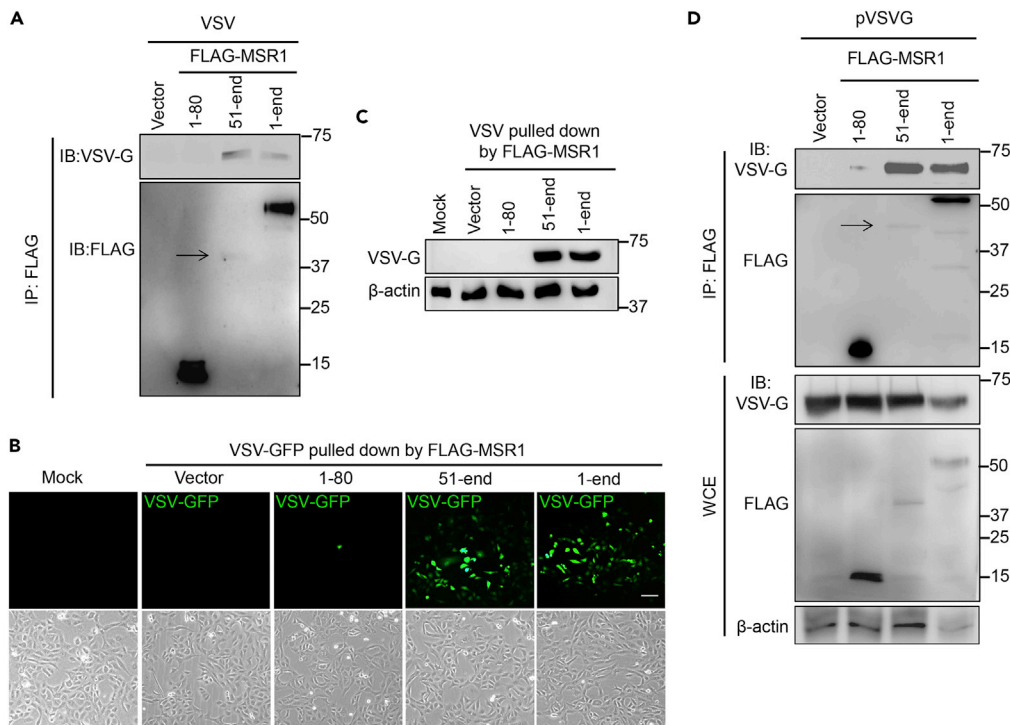 A
VSV
FLAG-MSR1
Vector
1-80
51-end
1-end
IP: FLAG
IB:VSV-G
IB:FLAG
75
50
37
25
15
C
VSV pulled down
by FLAG-MSR1
Mock
Vector
1-80
51-end
1-end
VSV-G
β-actin
75
37
D
pVSVG
FLAG-MSR1
Vector
1-80
51-end
1-end
IP: FLAG
IB:
VSV-G
FLAG
75
50
37
25
15
WCE
IB:
VSV-G
FLAG
β-actin
75
50
37
25
15
B
VSV-GFP pulled down by FLAG-MSR1
Mock
Vector
1-80
51-end
1-end
VSV-GFP
VSV-GFP
VSV-GFP
VSV-GFP